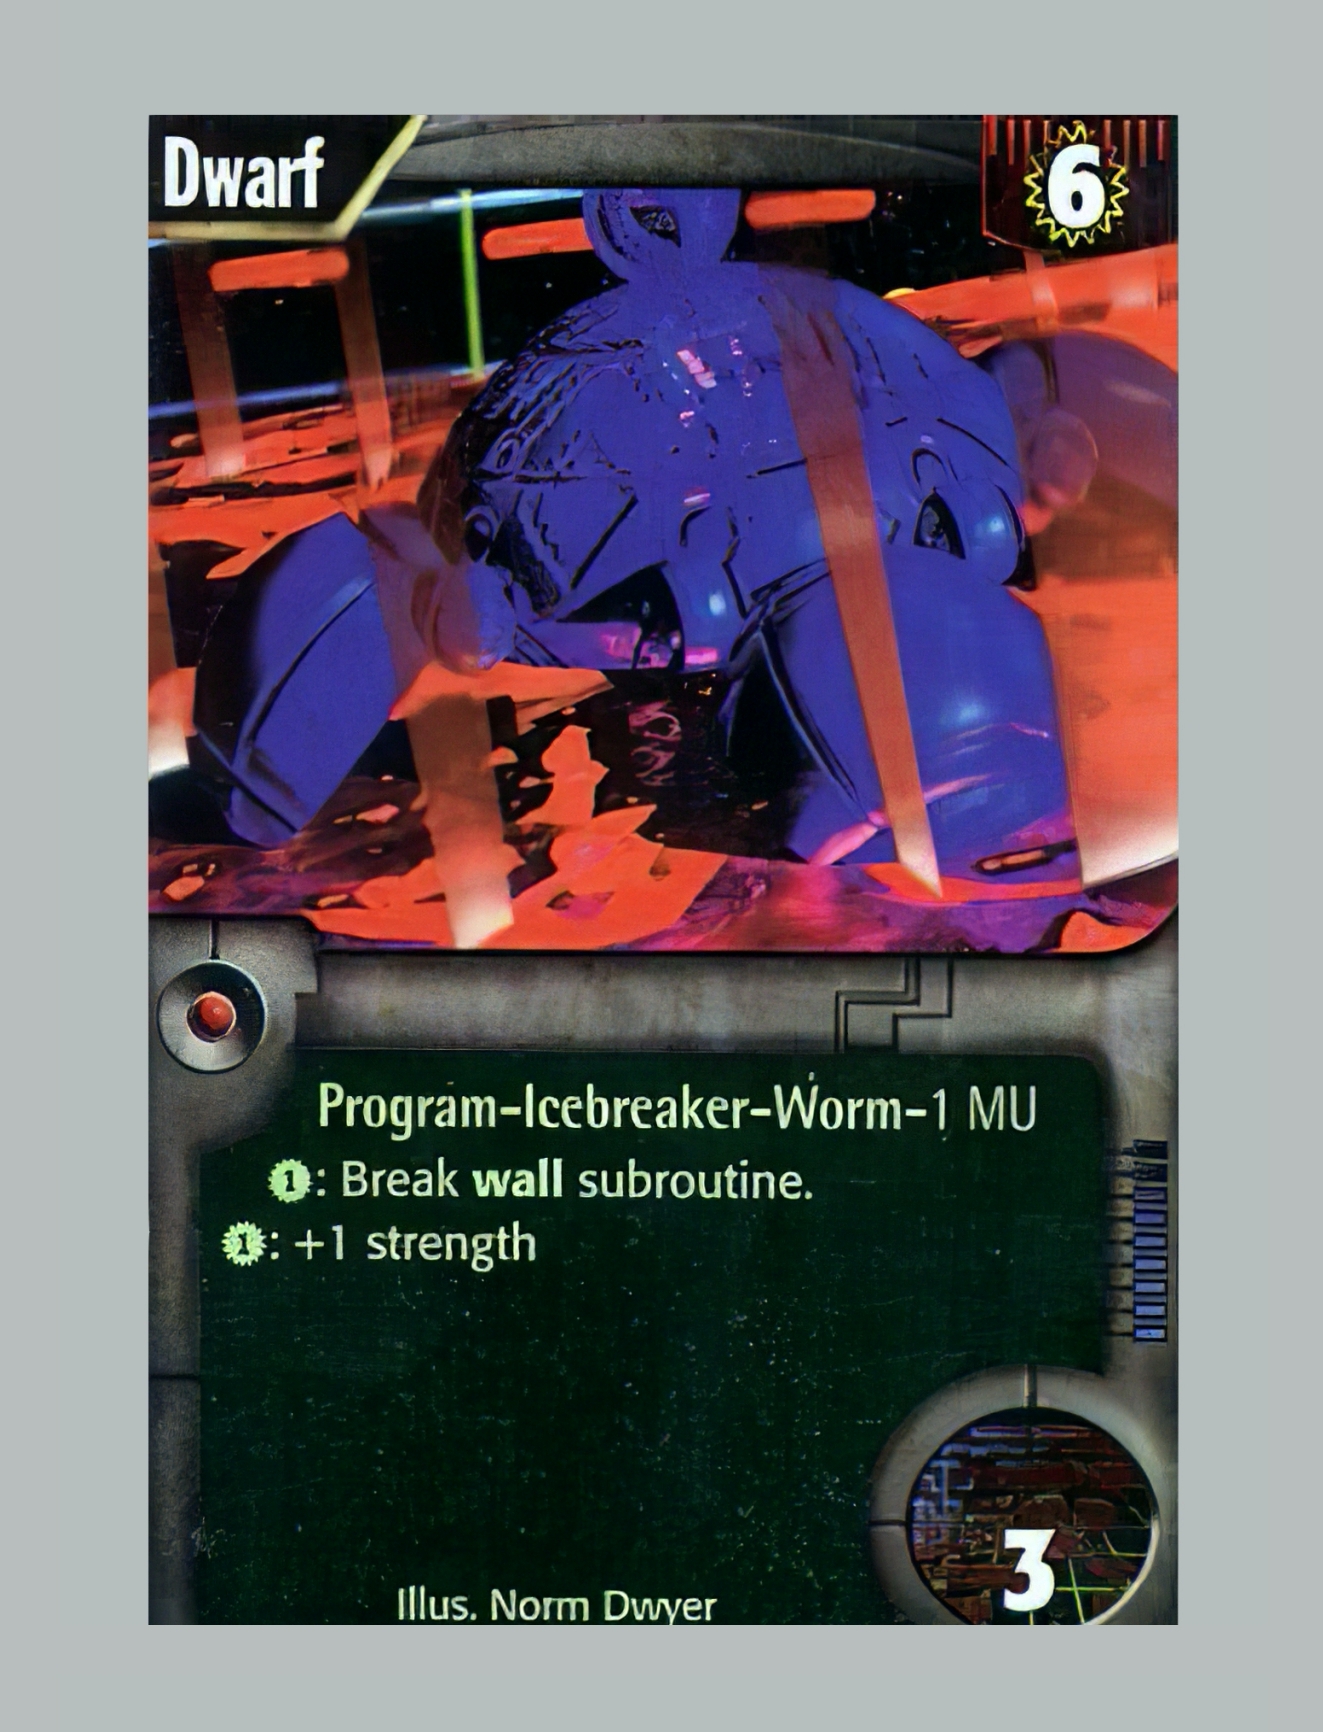 Dwarf
6
Program-Icebreaker-Worm-1 MU
1: Break wall subroutine.
1: +1 strength
3
Illus. Norm Dwyer